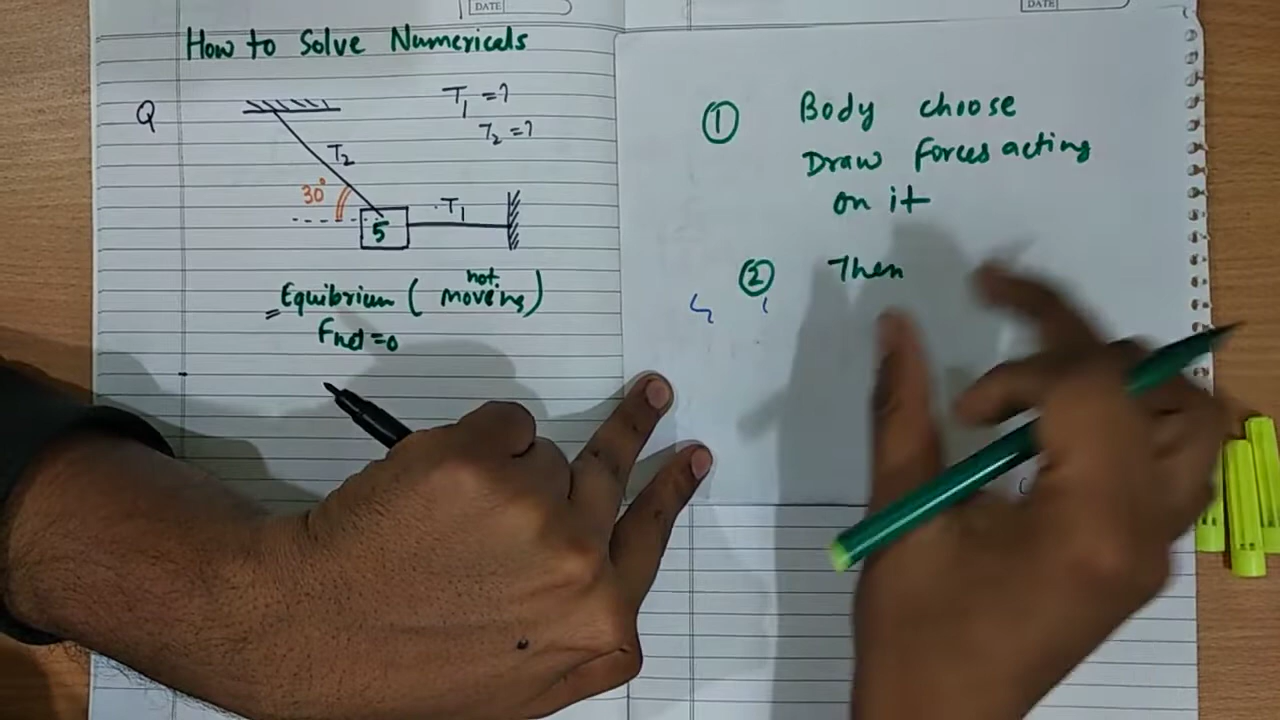 DATE
DATE
How to Solve Numericals
Q
T1 =?
T2 =?
T2
30°
T1
5
Equibrium ( not moveing)
Fnet =0
1 Body choose
Draw forces acting
on it
2 Then